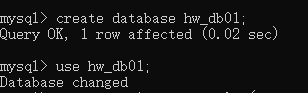 mysql> create database hw_db01;
Query OK, 1 row affected (0.02 sec)
mysql> use hw_db01;
Database changed